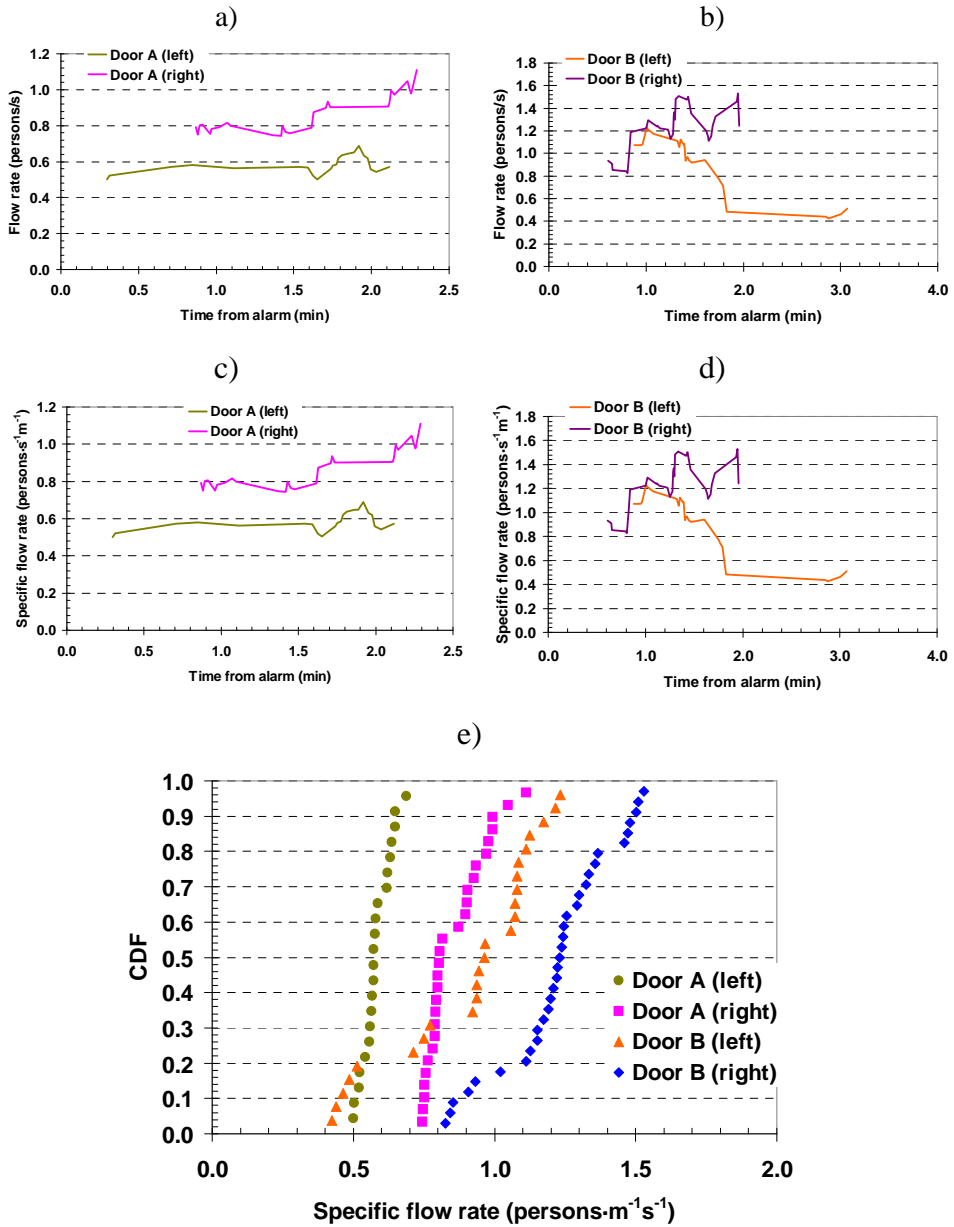 a)
Door A (left)
Door A (right)
1.2
1.0
0.8
0.6
0.4
0.2
0.0
Flow rate (persons/s)
0.0 0.5 1.0 1.5 2.0 2.5
Time from alarm (min)
b)
Door B (left)
Door B (right)
1.8
1.6
1.4
1.2
1.0
0.8
0.6
0.4
0.2
0.0
Flow rate (persons/s)
0.0 1.0 2.0 3.0 4.0
Time from alarm (min)
c)
Door A (left)
Door A (right)
1.2
1.0
0.8
0.6
0.4
0.2
0.0
Specific flow rate (persons·s⁻¹m⁻¹)
0.0 0.5 1.0 1.5 2.0 2.5
Time from alarm (min)
d)
Door B (left)
Door B (right)
1.8
1.6
1.4
1.2
1.0
0.8
0.6
0.4
0.2
0.0
Specific flow rate (persons·s⁻¹m⁻¹)
0.0 1.0 2.0 3.0 4.0
Time from alarm (min)
e)
1.0
0.9
0.8
0.7
0.6
0.5
0.4
0.3
0.2
0.1
0.0
CDF
Door A (left)
Door A (right)
Door B (left)
Door B (right)
0.0 0.5 1.0 1.5 2.0
Specific flow rate (persons·m⁻¹s⁻¹)